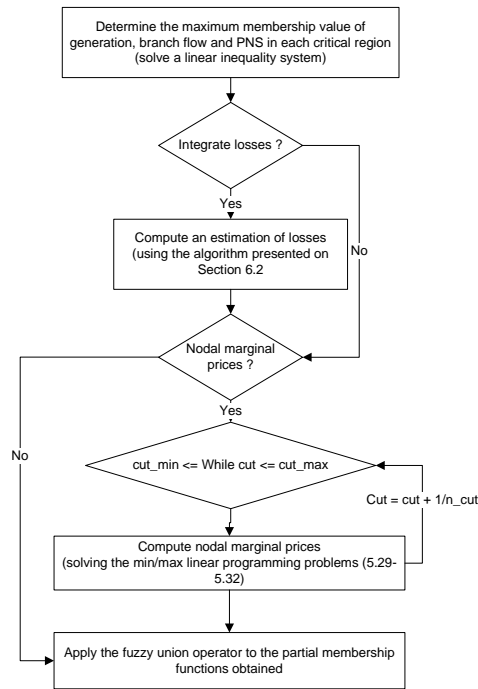 Determine the maximum membership value of
generation, branch flow and PNS in each critical region
(solve a linear inequality system)
Integrate losses ?
Yes
No
Compute an estimation of losses
(using the algorithm presented on
Section 6.2
Nodal marginal
prices ?
Yes
No
cut_min <= While cut <= cut_max
Cut = cut + 1/n_cut
Compute nodal marginal prices
(solving the min/max linear programming problems (5.29-
5.32)
Apply the fuzzy union operator to the partial membership
functions obtained